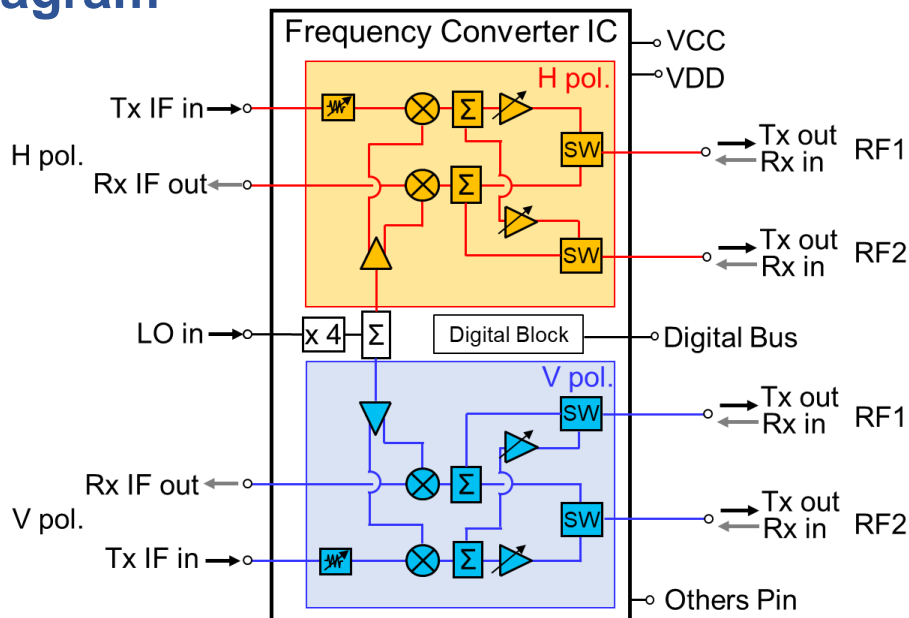 Frequency Converter IC
VCC
VDD
H pol.
Tx IF in
Σ
Tx out
Rx in
RF1
SW
H pol.
Rx IF out
Σ
Tx out
Rx in
RF2
SW
LO in
x 4
Σ
Digital Block
Digital Bus
V pol.
Tx out
Rx in
RF1
SW
Rx IF out
Σ
V pol.
Tx out
Rx in
RF2
SW
Tx IF in
Σ
Others Pin